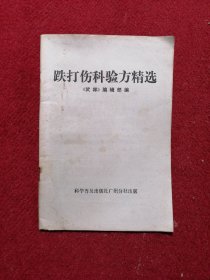 跌打伤科验方精选
《武林》编辑部编
科学普及出版社广州分社出版